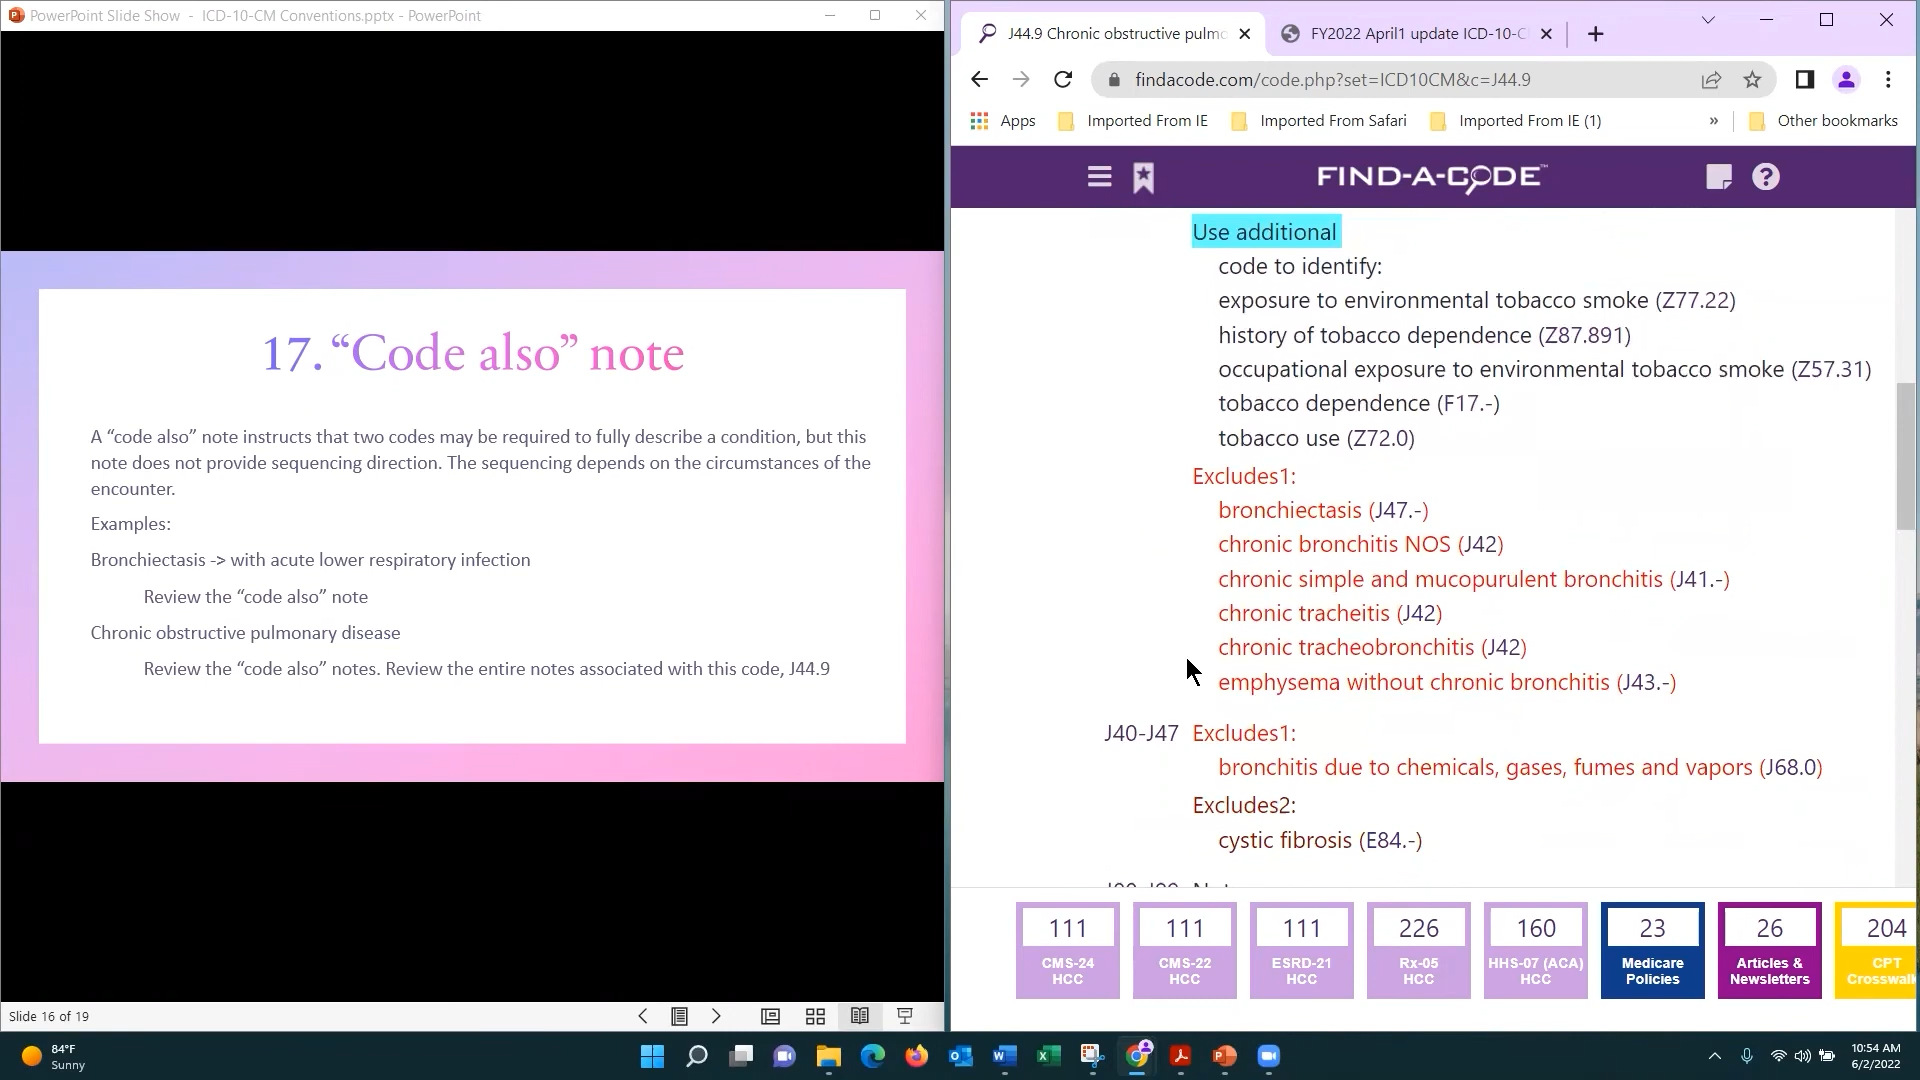 PowerPoint Slide Show - ICD-10-CM Conventions.pptx - PowerPoint
17. “Code also” note
A “code also” note instructs that two codes may be required to fully describe a condition, but this
note does not provide sequencing direction. The sequencing depends on the circumstances of the
encounter.
Examples:
Bronchiectasis -> with acute lower respiratory infection
Review the “code also” note
Chronic obstructive pulmonary disease
Review the “code also” notes. Review the entire notes associated with this code, J44.9
Slide 16 of 19
J44.9 Chronic obstructive pulmo
FY2022 April1 update ICD-10-C
findacode.com/code.php?set=ICD10CM&c=J44.9
Apps
Imported From IE
Imported From Safari
Imported From IE (1)
»
Other bookmarks
FIND-A-CODE™
Use additional
code to identify:
exposure to environmental tobacco smoke (Z77.22)
history of tobacco dependence (Z87.891)
occupational exposure to environmental tobacco smoke (Z57.31)
tobacco dependence (F17.-)
tobacco use (Z72.0)
Excludes1:
bronchiectasis (J47.-)
chronic bronchitis NOS (J42)
chronic simple and mucopurulent bronchitis (J41.-)
chronic tracheitis (J42)
chronic tracheobronchitis (J42)
emphysema without chronic bronchitis (J43.-)
J40-J47 Excludes1:
bronchitis due to chemicals, gases, fumes and vapors (J68.0)
Excludes2:
cystic fibrosis (E84.-)
111
CMS-24
HCC
111
CMS-22
HCC
111
ESRD-21
HCC
226
Rx-05
HCC
160
HHS-07 (ACA)
HCC
23
Medicare
Policies
26
Articles &
Newsletters
204
CPT
Crosswalk
84°F
Sunny
10:54 AM
6/2/2022